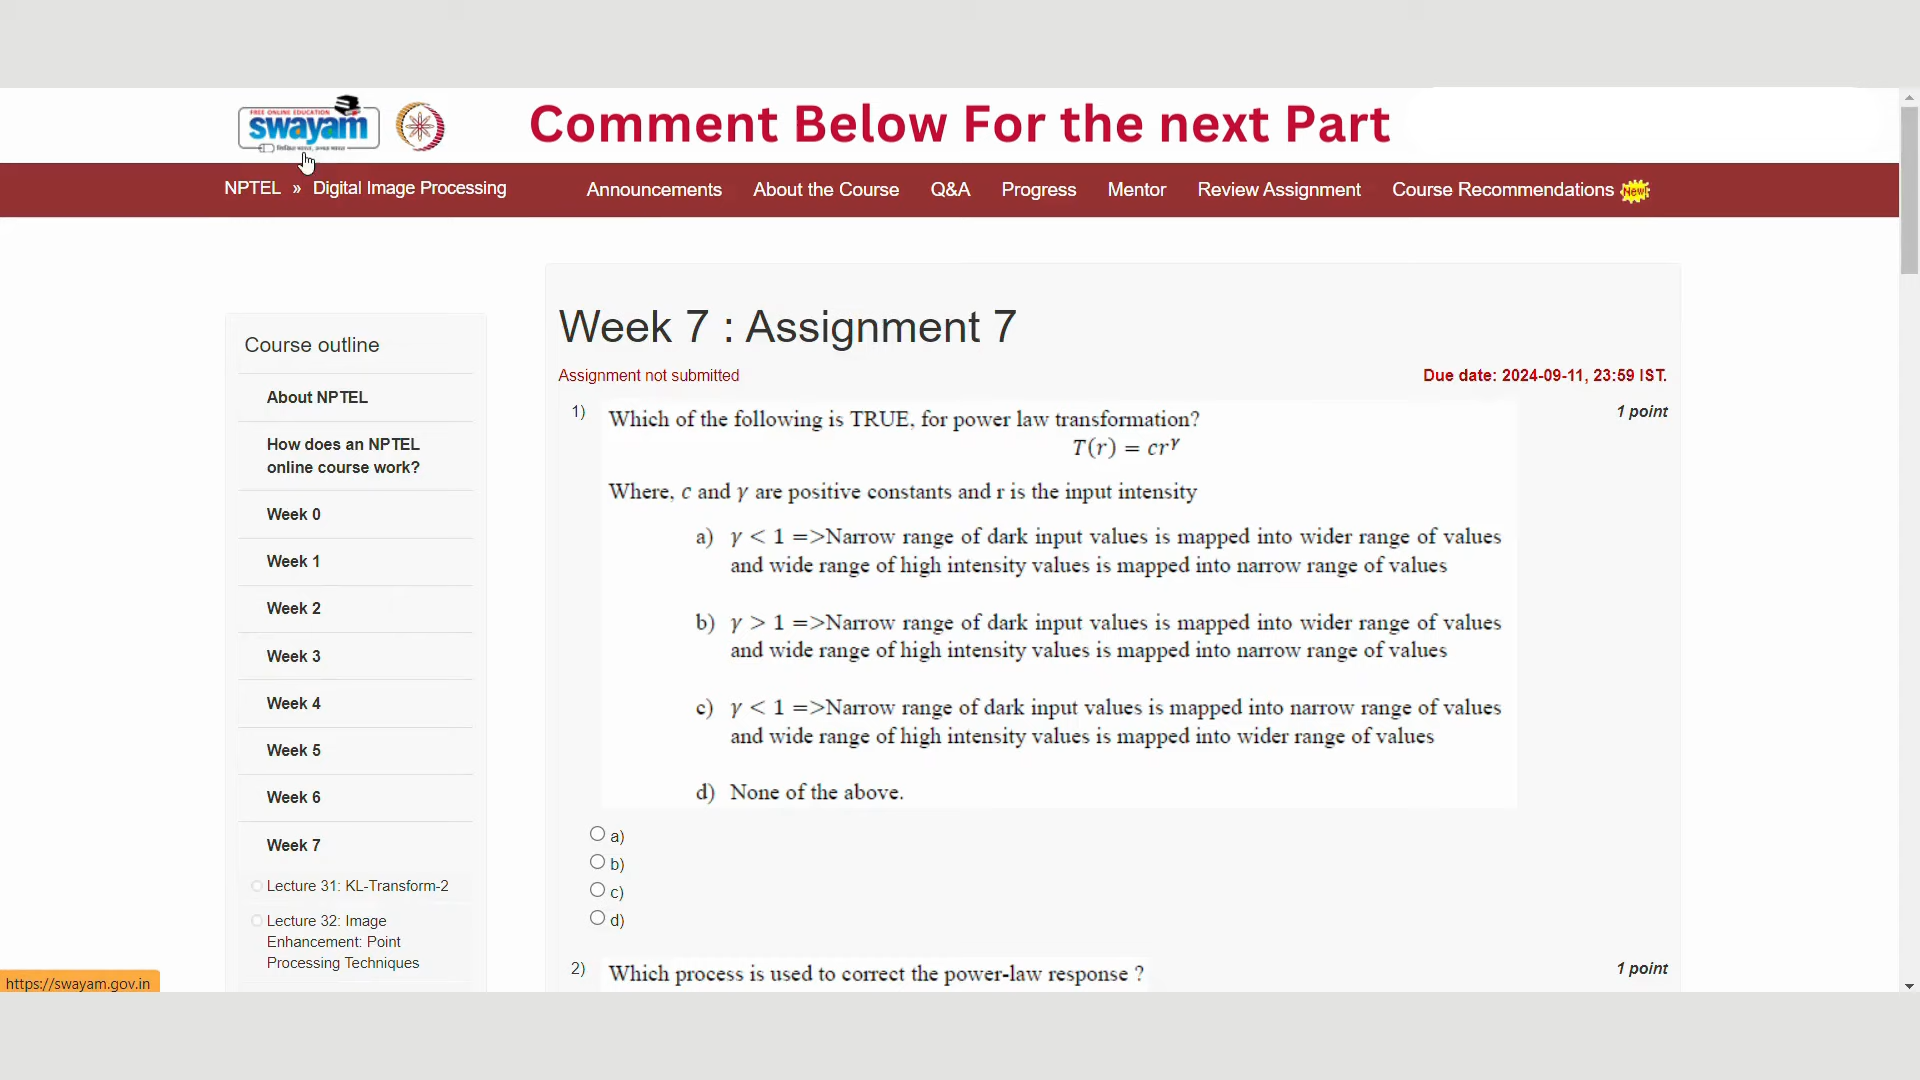 FREE ONLINE EDUCATION
swayam
Comment Below For the next Part
NPTEL » Digital Image Processing
Announcements About the Course Q&A Progress Mentor Review Assignment Course Recommendations New!
Course outline
About NPTEL
How does an NPTEL
online course work?
Week 0
Week 1
Week 2
Week 3
Week 4
Week 5
Week 6
Week 7
Lecture 31: KL-Transform-2
Lecture 32: Image
Enhancement: Point
Processing Techniques
Week 7 : Assignment 7
Assignment not submitted Due date: 2024-09-11, 23:59 IST.
1) Which of the following is TRUE, for power law transformation? 1 point
T(r) = cr^γ
Where, c and γ are positive constants and r is the input intensity
a) γ < 1 =>Narrow range of dark input values is mapped into wider range of values
and wide range of high intensity values is mapped into narrow range of values
b) γ > 1 =>Narrow range of dark input values is mapped into wider range of values
and wide range of high intensity values is mapped into narrow range of values
c) γ < 1 =>Narrow range of dark input values is mapped into narrow range of values
and wide range of high intensity values is mapped into wider range of values
d) None of the above.
a)
b)
c)
d)
2) Which process is used to correct the power-law response ? 1 point
https://swayam.gov.in